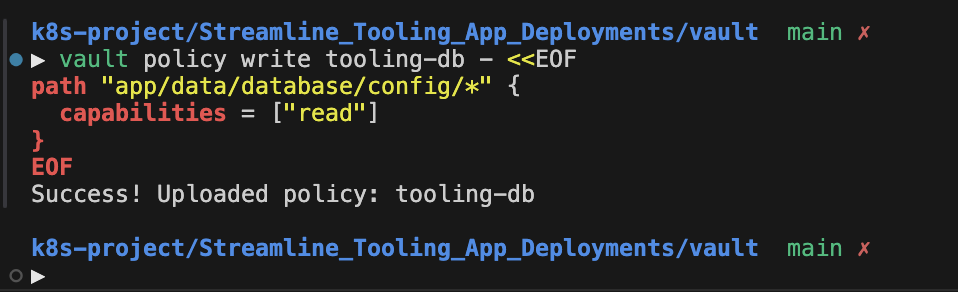 k8s-project/Streamline_Tooling_App_Deployments/vault main ✗
▶ vault policy write tooling-db - <<EOF
path "app/data/database/config/*" {
  capabilities = ["read"]
}
EOF
Success! Uploaded policy: tooling-db
k8s-project/Streamline_Tooling_App_Deployments/vault main ✗
▶